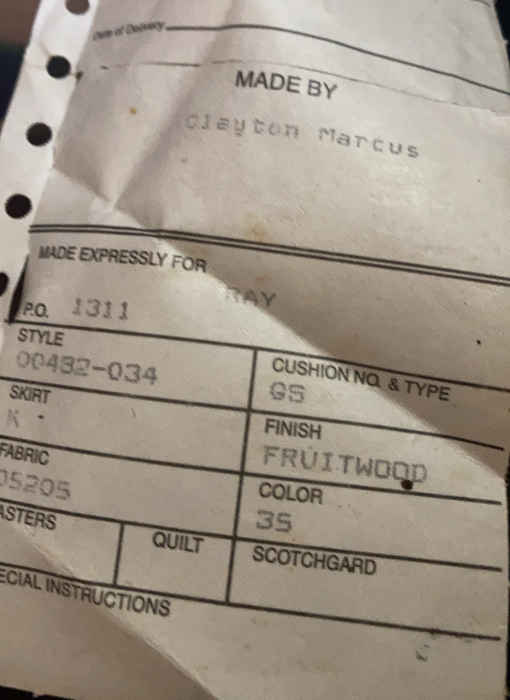 Date of Delivery
MADE BY
Clayton Marcus
MADE EXPRESSLY FOR
RAY
P.O. 1311
STYLE
00432-034
CUSHION NO. & TYPE
GS
SKIRT
K
FINISH
FRUITWOOD
FABRIC
05205
COLOR
35
ASTERS
QUILT
SCOTCHGARD
ECIAL INSTRUCTIONS